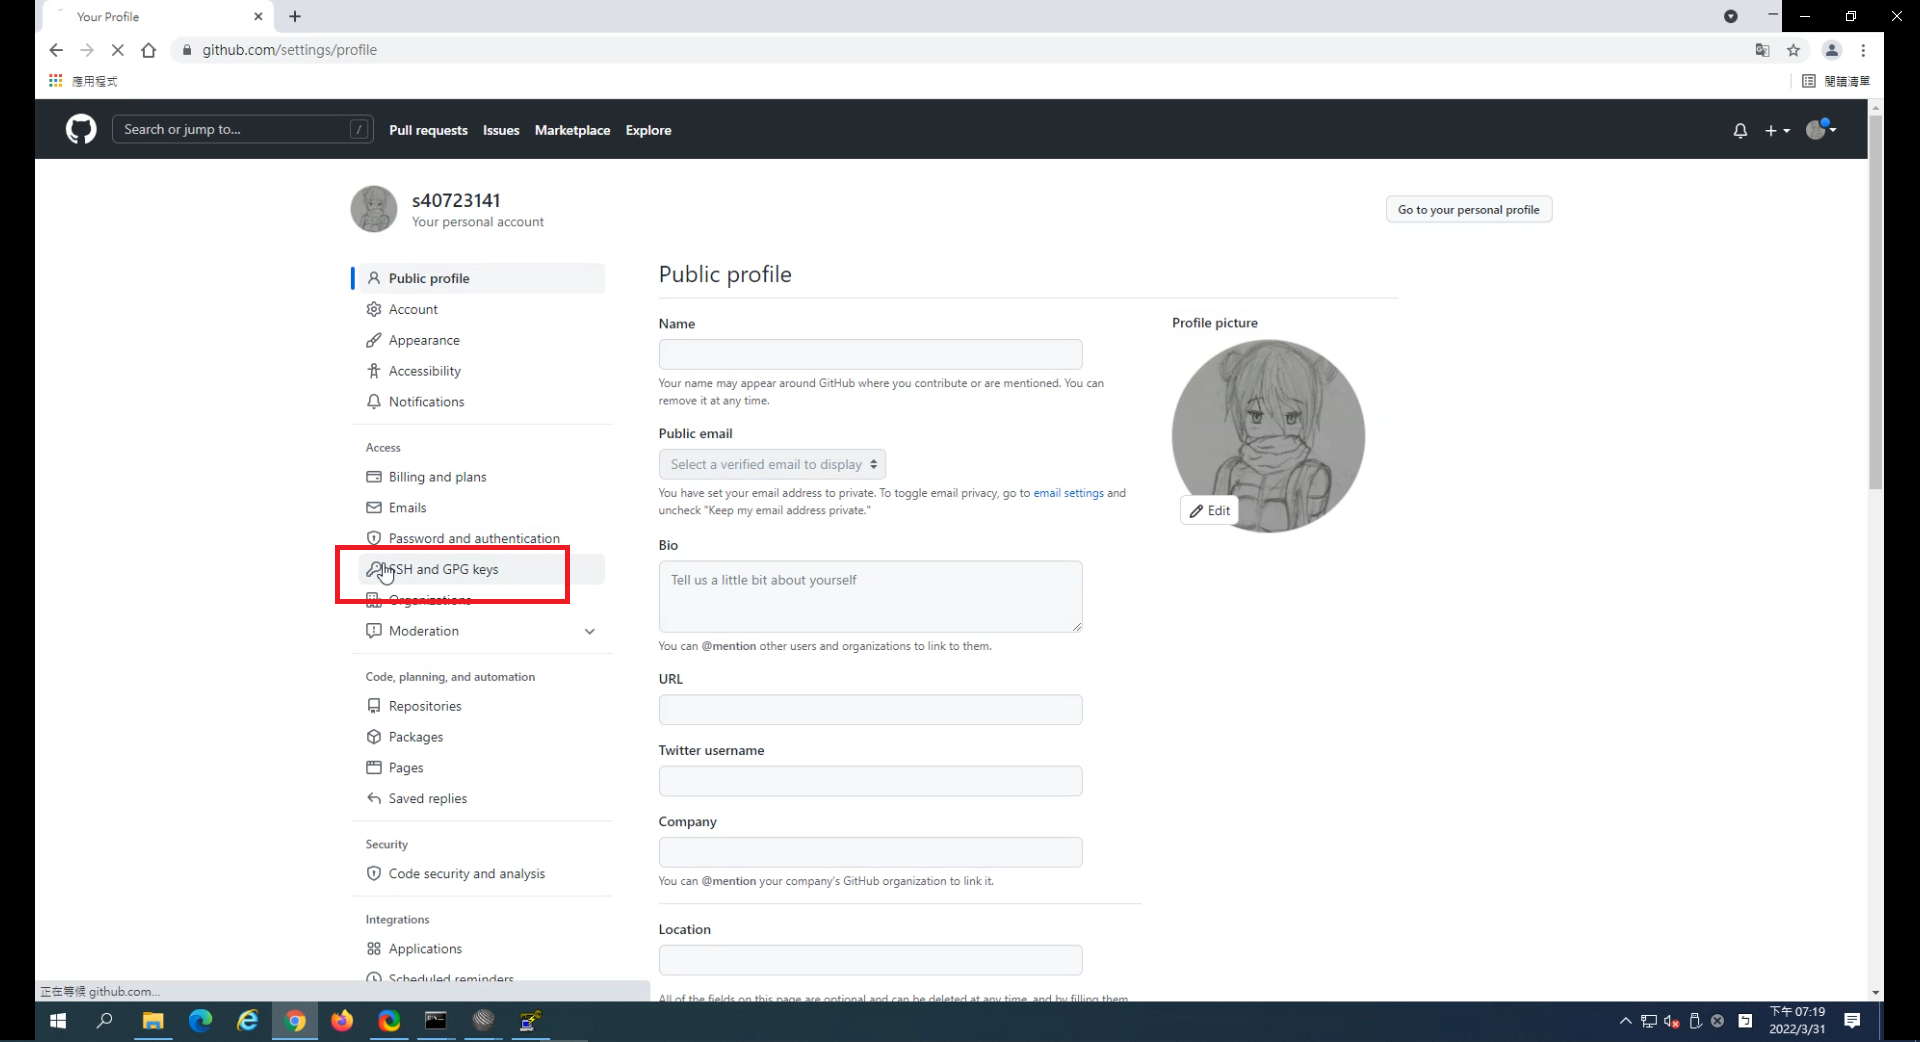 Your Profile
github.com/settings/profile
應用程式
閱讀清單
Search or jump to...
/
Pull requests
Issues
Marketplace
Explore
s40723141
Your personal account
Go to your personal profile
Public profile
Account
Appearance
Accessibility
Notifications
Access
Billing and plans
Emails
Password and authentication
SSH and GPG keys
Organizations
Moderation
Code, planning, and automation
Repositories
Packages
Pages
Saved replies
Security
Code security and analysis
Integrations
Applications
Scheduled reminders
Public profile
Name
Your name may appear around GitHub where you contribute or are mentioned. You can
remove it at any time.
Public email
Select a verified email to display
You have set your email address to private. To toggle email privacy, go to email settings and
uncheck "Keep my email address private."
Bio
Tell us a little bit about yourself
You can @mention other users and organizations to link to them.
URL
Twitter username
Company
You can @mention your company's GitHub organization to link it.
Location
All of the fields on this page are optional and can be deleted at any time, and by filling them
Profile picture
Edit
正在等候 github.com...
下午 07:19
2022/3/31